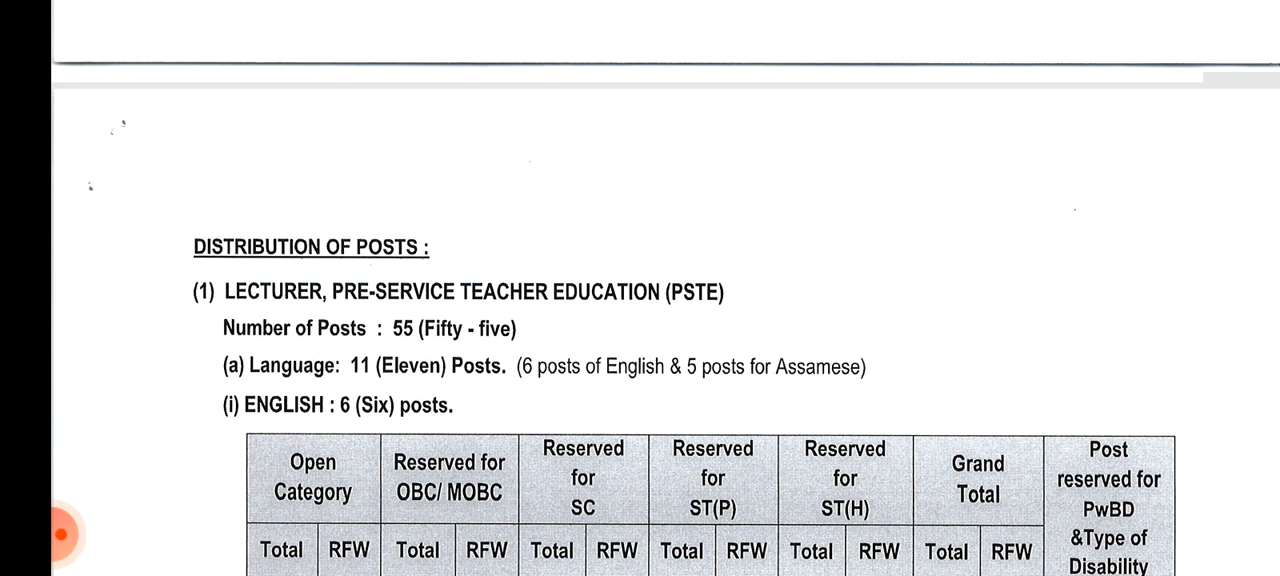 DISTRIBUTION OF POSTS :
(1) LECTURER, PRE-SERVICE TEACHER EDUCATION (PSTE)
Number of Posts : 55 (Fifty - five)
(a) Language: 11 (Eleven) Posts. (6 posts of English & 5 posts for Assamese)
(i) ENGLISH : 6 (Six) posts.
Open Category
Reserved for OBC/ MOBC
Reserved for SC
Reserved for ST(P)
Reserved for ST(H)
Grand Total
Post reserved for PwBD &Type of Disability
Total RFW Total RFW Total RFW Total RFW Total RFW Total RFW